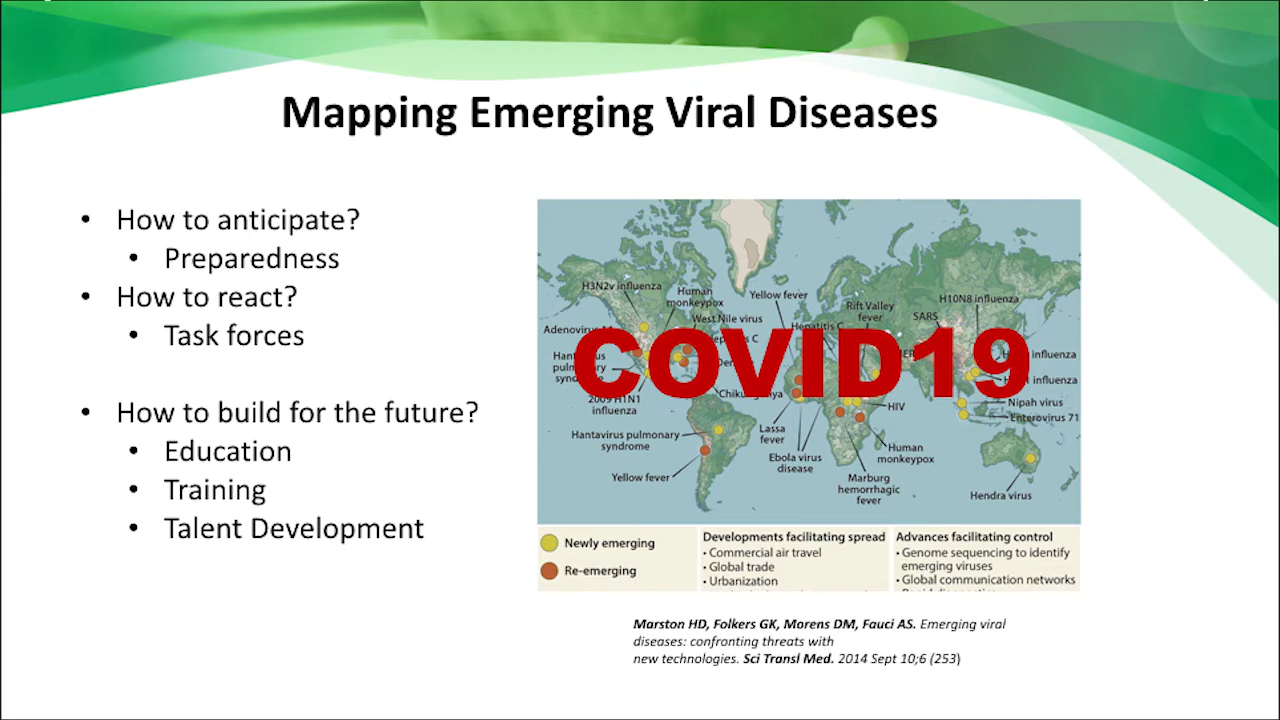 Mapping Emerging Viral Diseases
• How to anticipate?
• Preparedness
• How to react?
• Task forces
• How to build for the future?
• Education
• Training
• Talent Development
H3N2v influenza
Human
monkeypox
Yellow fever
Rift Valley
fever
H10N8 influenza
West Nile virus
SARS
Hepatitis C
COVID19
influenza
influenza
Chik
2009 H1N1
influenza
HIV
Nipah virus
Enterovirus 71
Hantavirus pulmonary
syndrome
Lassa
fever
Ebola virus
disease
Human
monkeypox
Yellow fever
Marburg
hemorrhagic
fever
Hendra virus
Newly emerging
Re-emerging
Developments facilitating spread
• Commercial air travel
• Global trade
• Urbanization
Advances facilitating control
• Genome sequencing to identify
emerging viruses
• Global communication networks
Marston HD, Folkers GK, Morens DM, Fauci AS. Emerging viral
diseases: confronting threats with
new technologies. Sci Transl Med. 2014 Sept 10;6 (253)